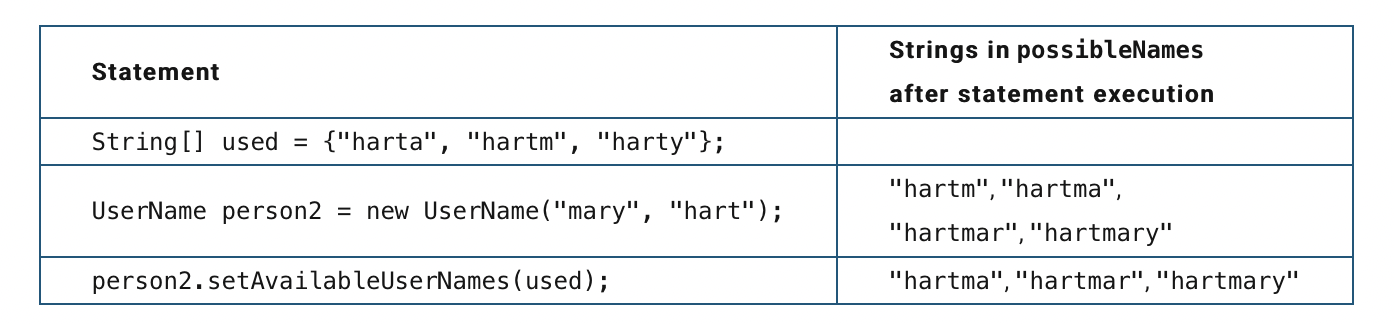 Statement
Strings in possibleNames
after statement execution
String[] used = {"harta", "hartm", "harty"};
UserName person2 = new UserName("mary", "hart");
"hartm", "hartma",
"hartmar", "hartmary"
person2.setAvailableUserNames(used);
"hartma", "hartmar", "hartmary"